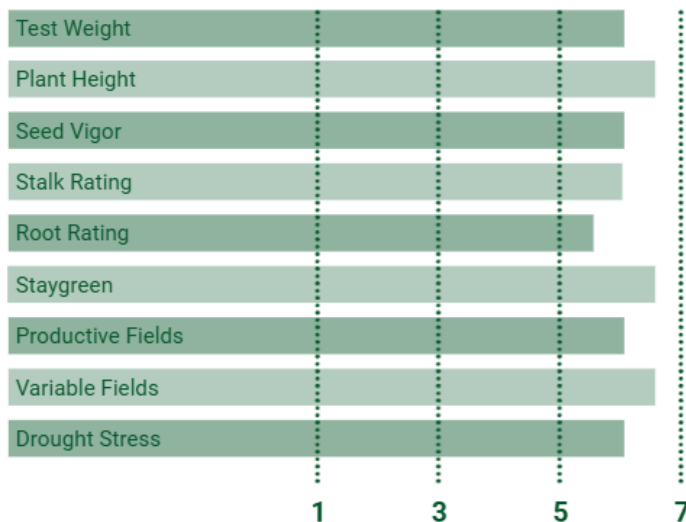 Test Weight
Plant Height
Seed Vigor
Stalk Rating
Root Rating
Staygreen
Productive Fields
Variable Fields
Drought Stress
1 3 5 7